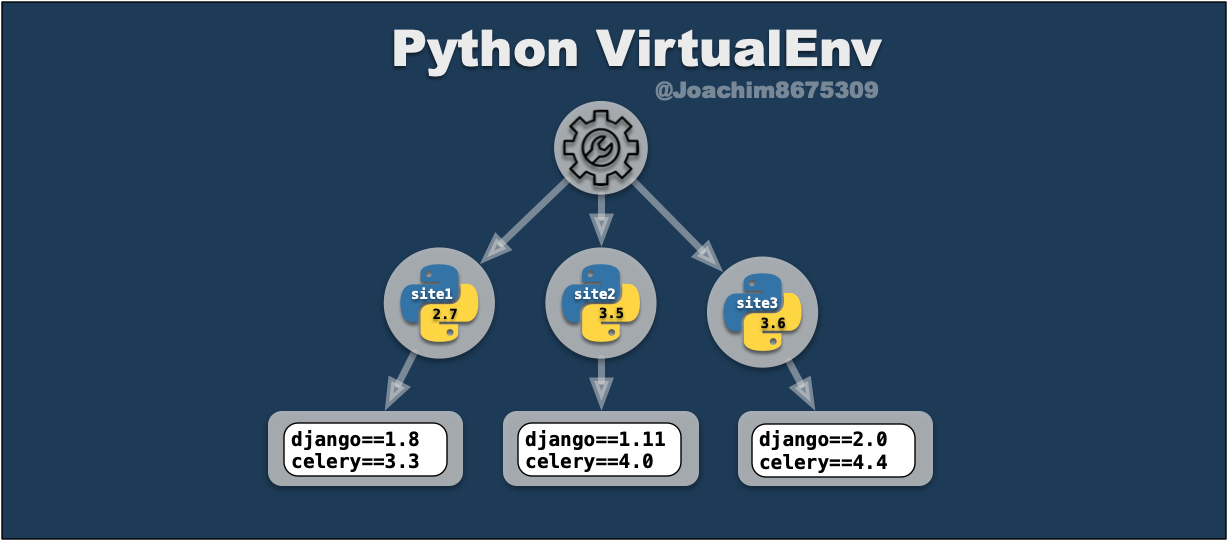 Python VirtualEnv
@Joachim8675309
site1
2.7
site2
3.5
site3
3.6
django==1.8
celery==3.3
django==1.11
celery==4.0
django==2.0
celery==4.4